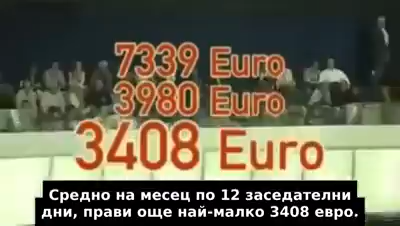 7339 Euro
3980 Euro
3408 Euro
Средно на месец по 12 заседателни
дни, прави още най-малко 3408 евро.